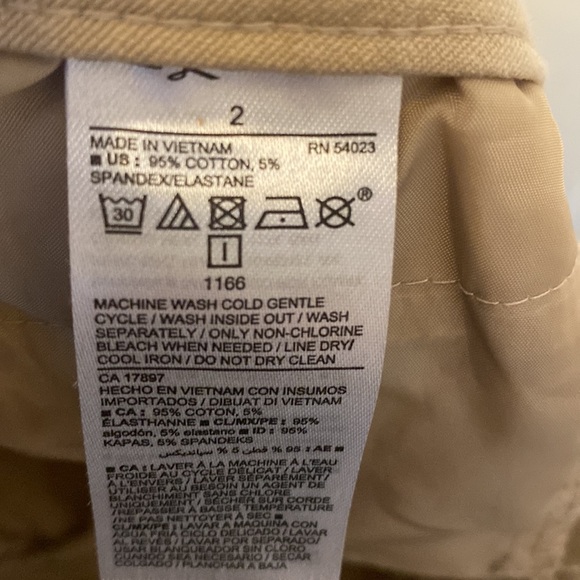 2
MADE IN VIETNAM RN 54023
■ US : 95% COTTON, 5%
SPANDEX/ELASTANE
30 ®
I
1166
MACHINE WASH COLD GENTLE
CYCLE / WASH INSIDE OUT / WASH
SEPARATELY / ONLY NON-CHLORINE
BLEACH WHEN NEEDED / LINE DRY/
COOL IRON / DO NOT DRY CLEAN
CA 17897
HECHO EN VIETNAM CON INSUMOS
IMPORTADOS / DIBUAT DI VIETNAM
■ CA : 95% COTON, 5%
ÉLASTHANNE ■ CL/MX/PE : 95%
algodón, 5% elastano ■ ID : 95%
KAPAS, 5% SPANDEKS
■ AE : 95 % قطن 5 % سبانديكس
■ CA : LAVER À LA MACHINE À L'EAU
FROIDE AU CYCLE DÉLICAT / LAVER
À L'ENVERS / LAVER SÉPARÉMENT /
UTILISER AU BESOIN UN AGENT DE
BLANCHIMENT SANS CHLORE
UNIQUEMENT / SÉCHER SUR CORDE
/ REPASSER À BASSE TEMPÉRATURE
/ NE PAS NETTOYER À SEC ■
CL/MX/PE : LAVAR A MAQUINA CON
AGUA FRIA CICLO DELICADO / LAVAR
AL REVÉS / LAVAR POR SEPARADO/
USAR BLANQUEADOR SIN CLORO
CUANDO SEA NECESARIO / SECAR
COLGADO / PLANCHAR A BAJA